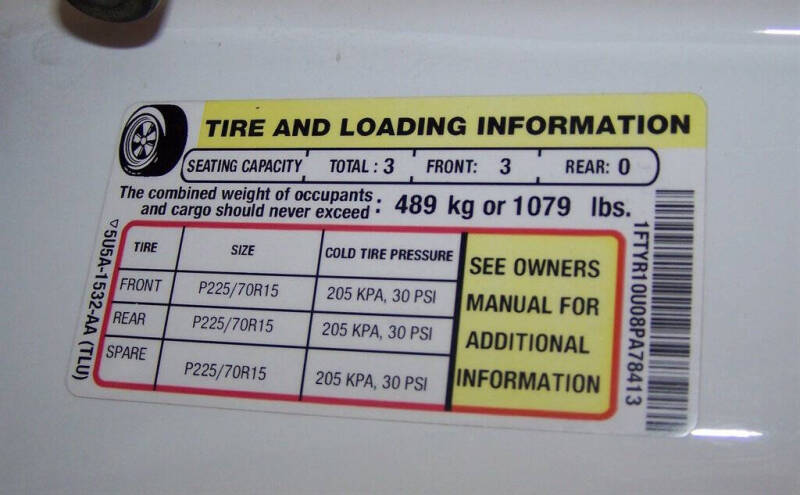 TIRE AND LOADING INFORMATION
SEATING CAPACITY TOTAL : 3 FRONT: 3 REAR: 0
The combined weight of occupants
and cargo should never exceed : 489 kg or 1079 lbs.
TIRE SIZE COLD TIRE PRESSURE
FRONT P225/70R15 205 KPA, 30 PSI
REAR P225/70R15 205 KPA, 30 PSI
SPARE P225/70R15 205 KPA, 30 PSI
SEE OWNERS
MANUAL FOR
ADDITIONAL
INFORMATION
5U5A-1532-AA (TLU)
1FTYR10U08PA78413